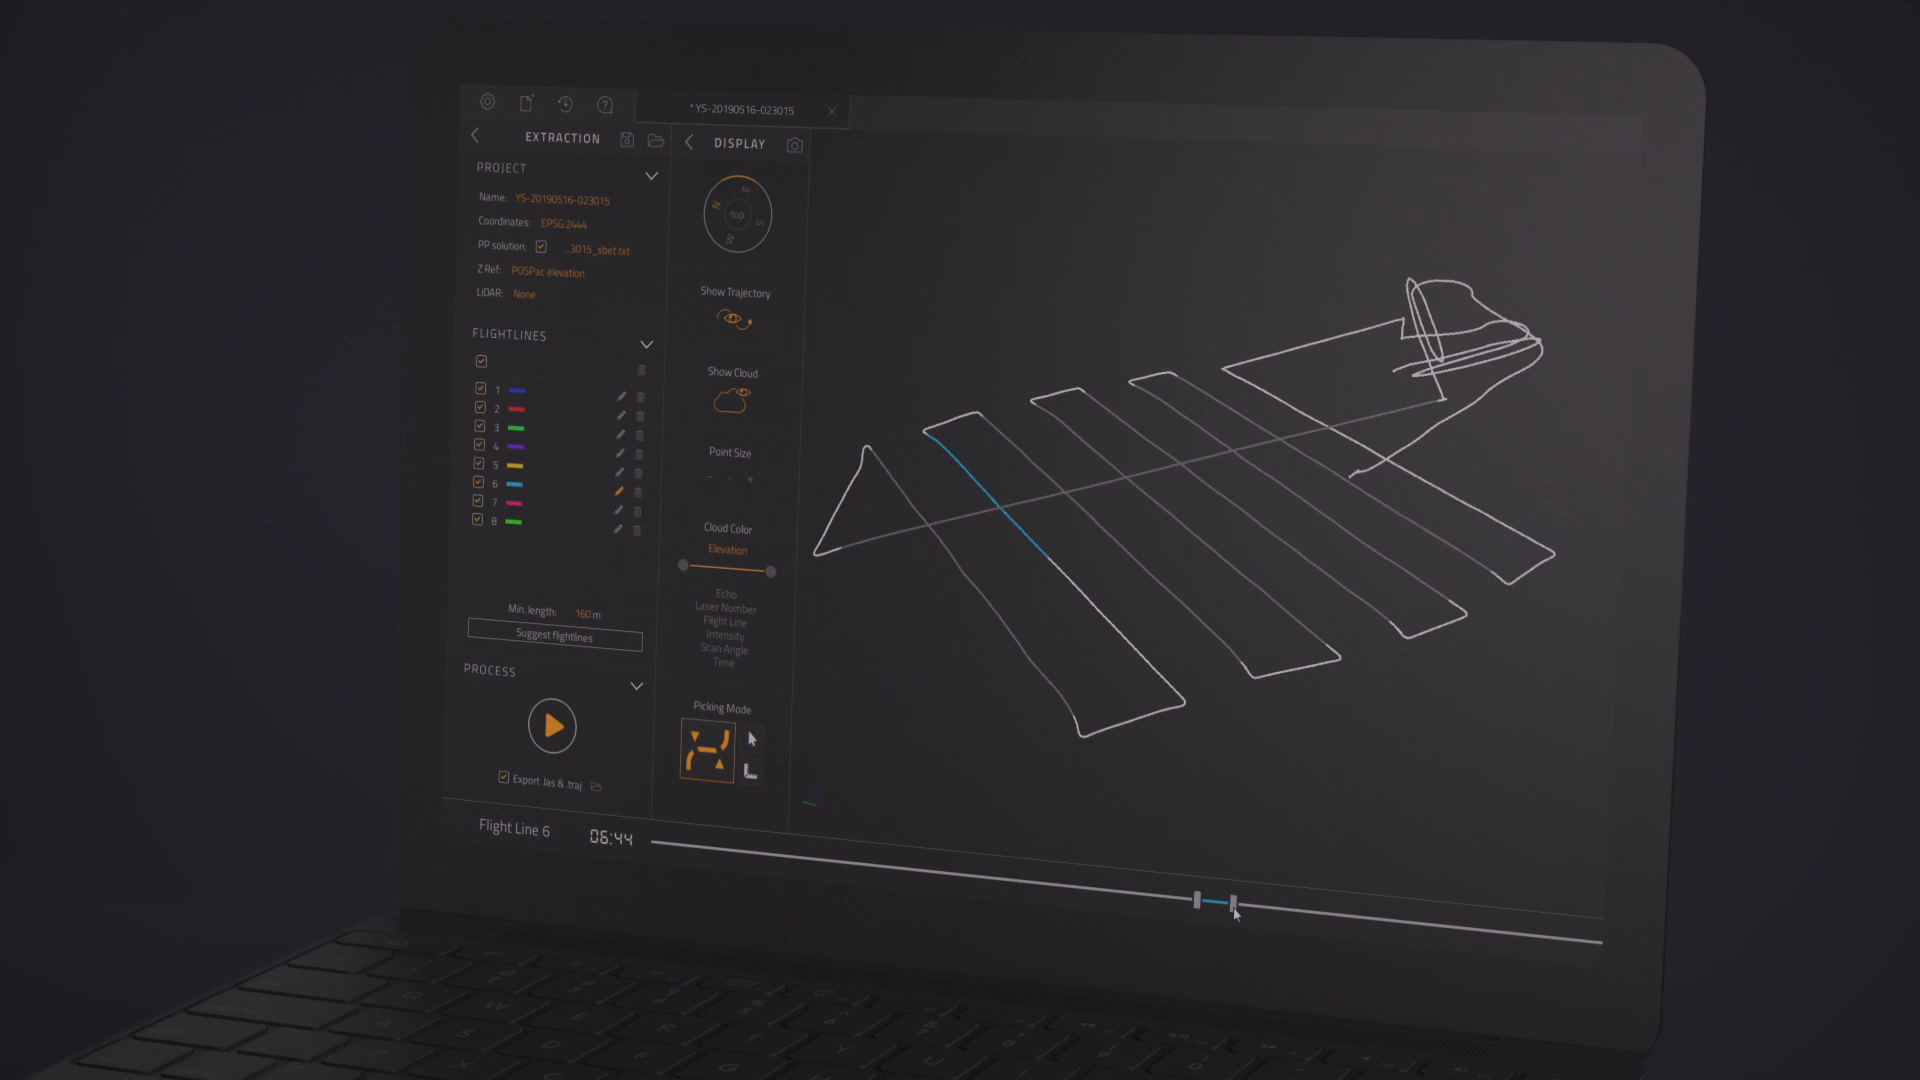 * YS-20190516-023015
EXTRACTION
DISPLAY
PROJECT
Name: YS-20190516-023015
Coordinates: EPSG:2444
PP solution: ...3015_sbet.txt
Z Ref: POSPac elevation
LiDAR: None
N
E
S
W
top
Show Trajectory
FLIGHTLINES
Show Cloud
1
2
3
4
5
6
7
8
Point Size
- · +
Cloud Color
Elevation
Echo
Laser Number
Flight Line
Intensity
Scan Angle
Time
Min. length: 160 m
Suggest flightlines
PROCESS
Picking Mode
Export .las & .traj
Flight Line 6
06:44
Q W E R T Y U
A S D F G
Z X C